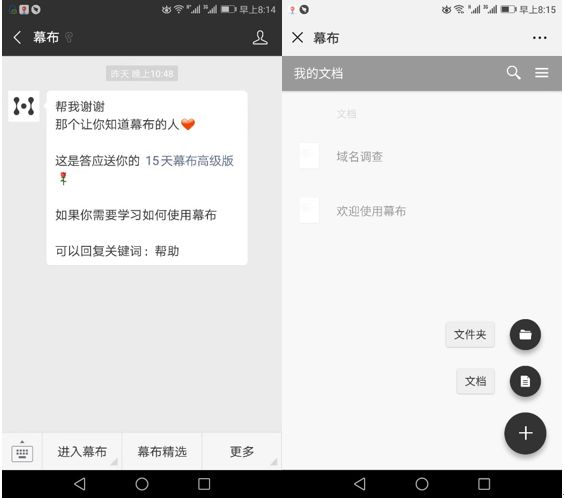 早上8:14
幕布
昨天 晚上10:48
帮我谢谢
那个让你知道幕布的人
这是答应送你的 15天幕布高级版
如果你需要学习如何使用幕布
可以回复关键词：帮助
进入幕布
幕布精选
更多
早上8:15
幕布
我的文档
文档
域名调查
欢迎使用幕布
文件夹
文档